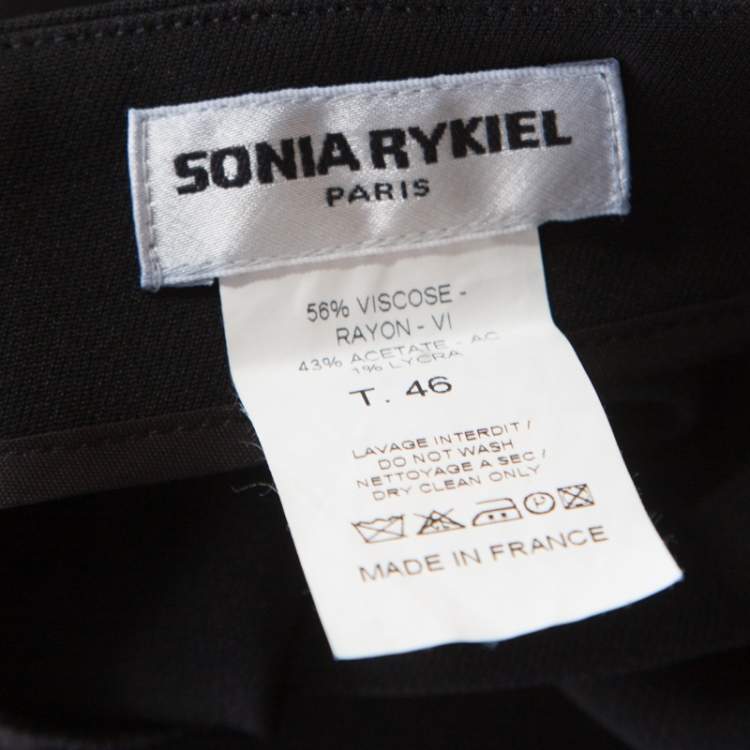 SONIA RYKIEL
PARIS
56% VISCOSE -
RAYON - VI
43% ACETATE - AC
1% LYCRA
T. 46
LAVAGE INTERDIT /
DO NOT WASH
NETTOYAGE A SEC /
DRY CLEAN ONLY
MADE IN FRANCE